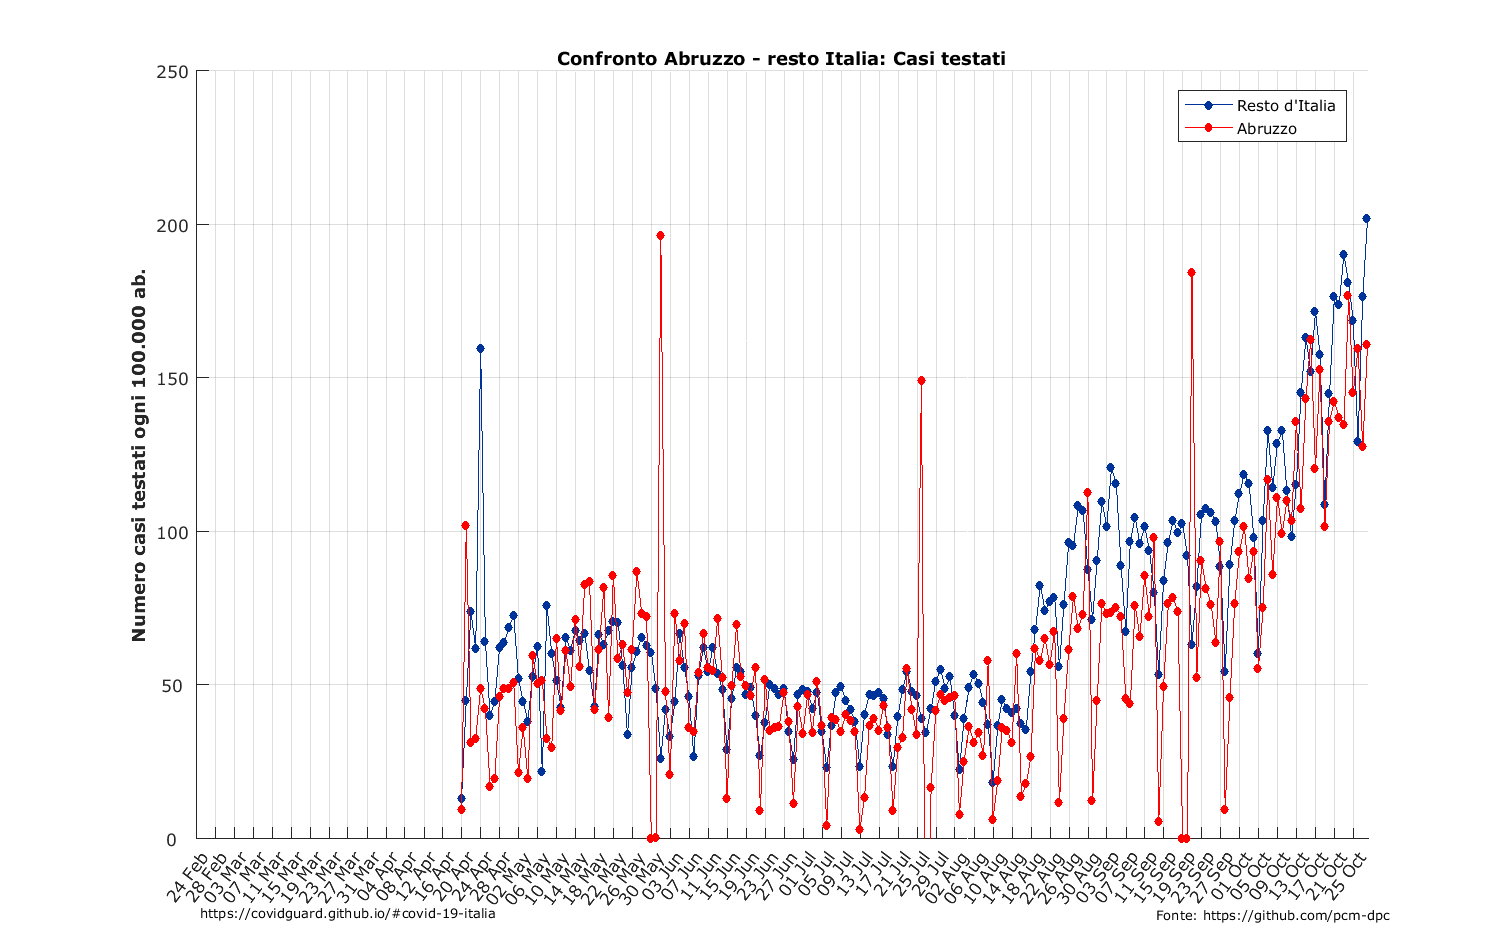 Confronto Abruzzo - resto Italia: Casi testati
Resto d'Italia
Abruzzo
Numero casi testati ogni 100.000 ab.
250
200
150
100
50
0
24 Feb
28 Feb
03 Mar
07 Mar
11 Mar
15 Mar
19 Mar
23 Mar
27 Mar
31 Mar
04 Apr
08 Apr
12 Apr
16 Apr
20 Apr
24 Apr
28 Apr
02 May
06 May
10 May
14 May
18 May
22 May
26 May
30 May
03 Jun
07 Jun
11 Jun
15 Jun
19 Jun
23 Jun
27 Jun
01 Jul
05 Jul
09 Jul
13 Jul
17 Jul
21 Jul
25 Jul
29 Jul
02 Aug
06 Aug
10 Aug
14 Aug
18 Aug
22 Aug
26 Aug
30 Aug
03 Sep
07 Sep
11 Sep
15 Sep
19 Sep
23 Sep
27 Sep
01 Oct
05 Oct
09 Oct
13 Oct
17 Oct
21 Oct
25 Oct
https://covidguard.github.io/#covid-19-italia
Fonte: https://github.com/pcm-dpc